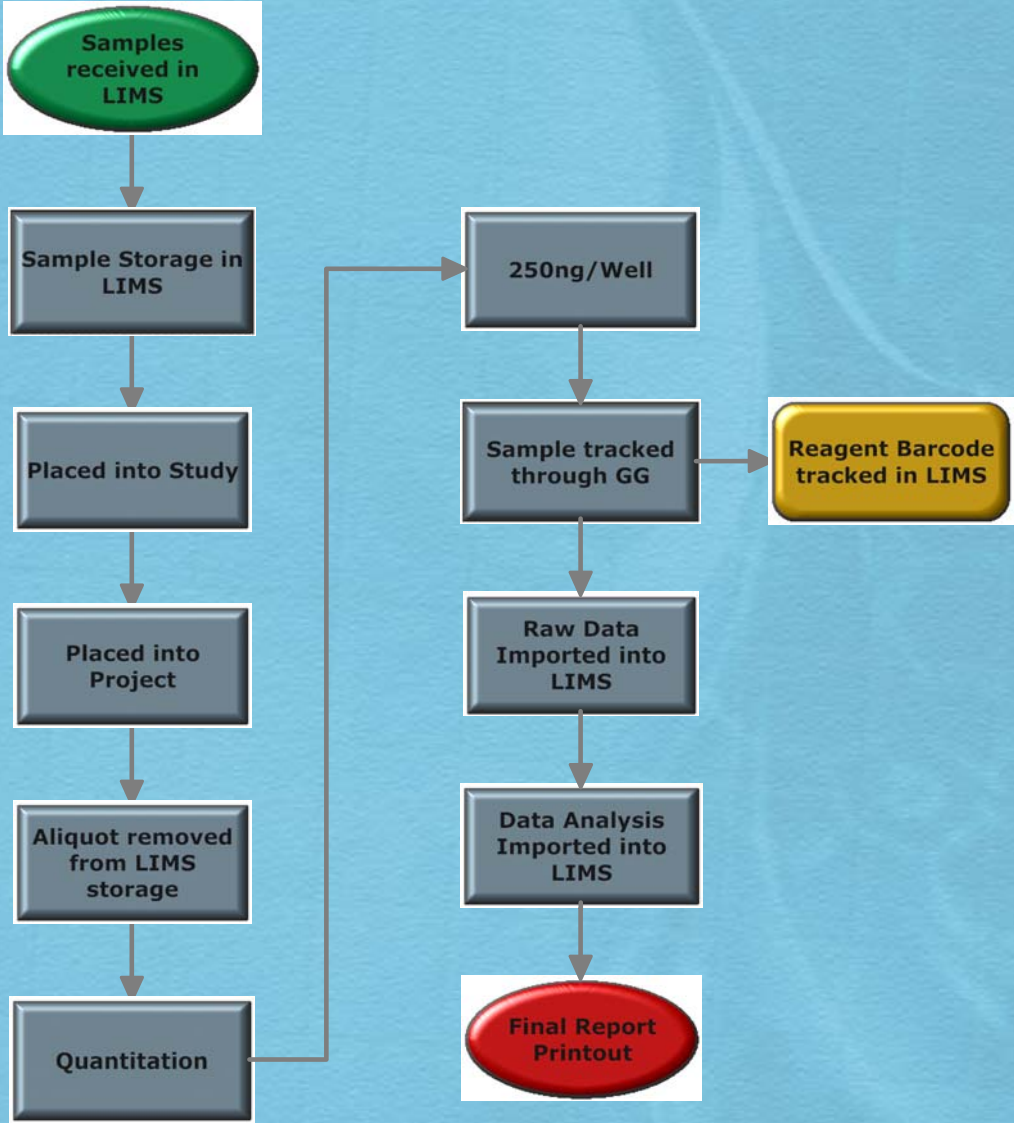 Samples
received in
LIMS
Sample Storage in
LIMS
Placed into Study
Placed into
Project
Aliquot removed
from LIMS
storage
Quantitation
250ng/Well
Sample tracked
through GG
Reagent Barcode
tracked in LIMS
Raw Data
Imported into
LIMS
Data Analysis
Imported into
LIMS
Final Report
Printout